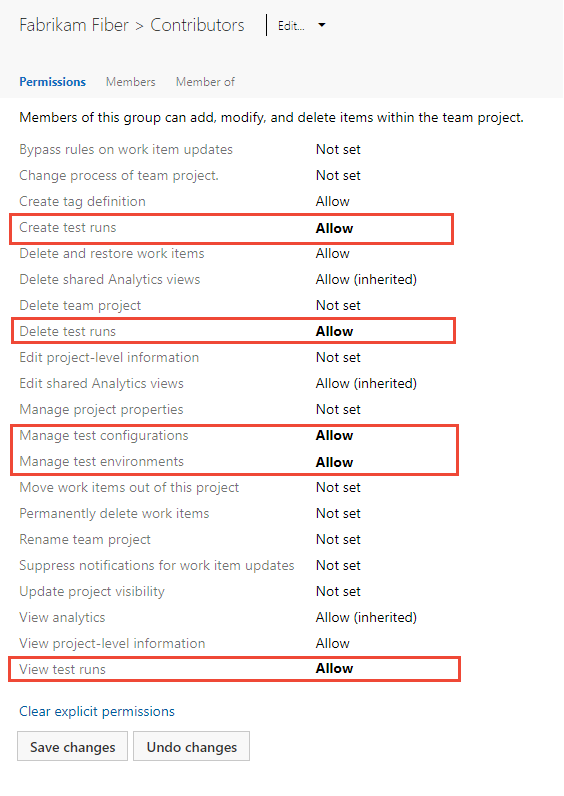 Fabrikam Fiber > Contributors Edit...
Permissions Members Member of
Members of this group can add, modify, and delete items within the team project.
Bypass rules on work item updates Not set
Change process of team project. Not set
Create tag definition Allow
Create test runs Allow
Delete and restore work items Allow
Delete shared Analytics views Allow (inherited)
Delete team project Not set
Delete test runs Allow
Edit project-level information Not set
Edit shared Analytics views Allow (inherited)
Manage project properties Not set
Manage test configurations Allow
Manage test environments Allow
Move work items out of this project Not set
Permanently delete work items Not set
Rename team project Not set
Suppress notifications for work item updates Not set
Update project visibility Not set
View analytics Allow (inherited)
View project-level information Allow
View test runs Allow
Clear explicit permissions
Save changes Undo changes